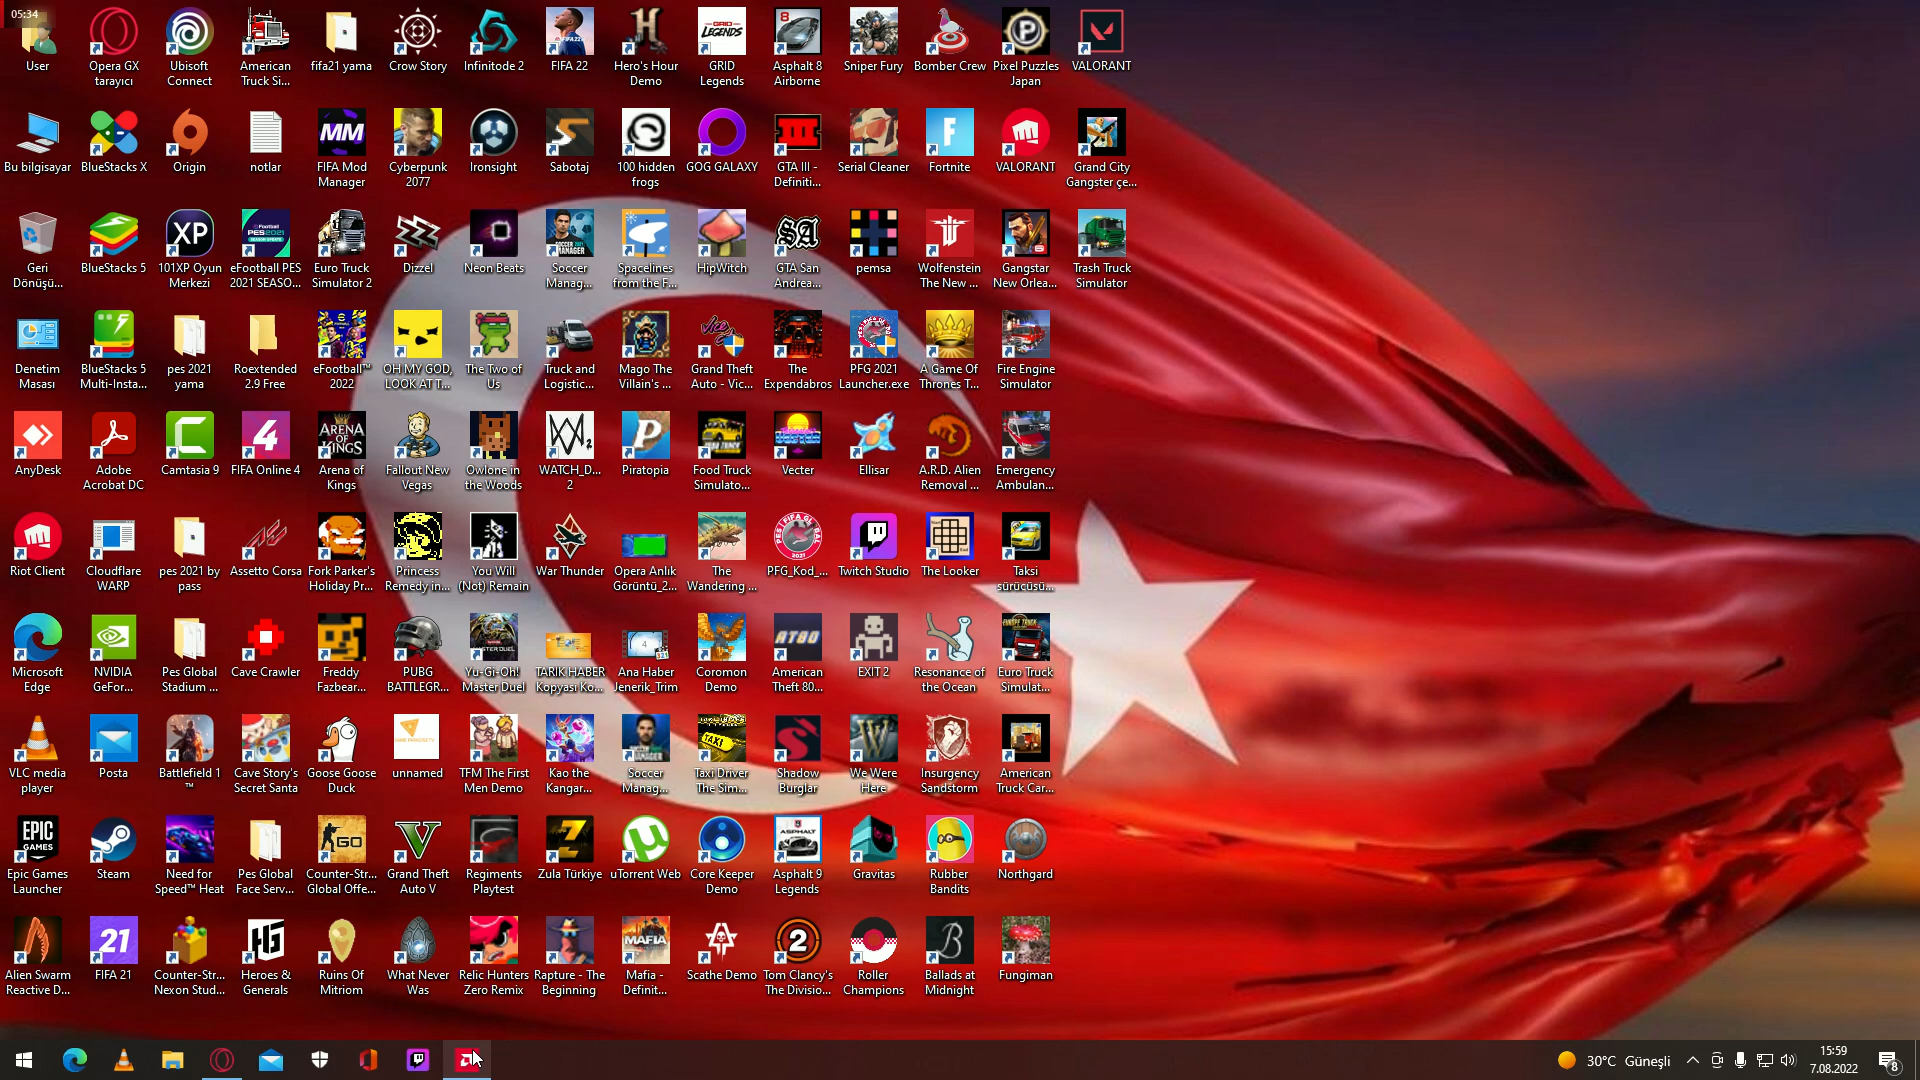 05:34
User
Opera GX
tarayıcı
Ubisoft
Connect
American
Truck Si...
fifa21 yama
Crow Story
Infinitode 2
FIFA 22
Hero's Hour
Demo
GRID
Legends
Asphalt 8
Airborne
Sniper Fury
Bomber Crew
Pixel Puzzles
Japan
VALORANT
Bu bilgisayar
BlueStacks X
Origin
notlar
FIFA Mod
Manager
Cyberpunk
2077
Ironsight
Sabotaj
100 hidden
frogs
GOG GALAXY
GTA III -
Definiti...
Serial Cleaner
Fortnite
VALORANT
Grand City
Gangster çe...
Geri
Dönüşü...
BlueStacks 5
101XP Oyun
Merkezi
eFootball PES
2021 SEASO...
Euro Truck
Simulator 2
Dizzel
Neon Beats
Soccer
Manag...
Spacelines
from the F...
HipWitch
GTA San
Andrea...
pemsa
Wolfenstein
The New ...
Gangstar
New Orlea...
Trash Truck
Simulator
Denetim
Masası
BlueStacks 5
Multi-Insta...
pes 2021
yama
Roextended
2.9 Free
eFootball™
2022
OH MY GOD,
LOOK AT T...
The Two of
Us
Truck and
Logistic...
Mago The
Villain's ...
Grand Theft
Auto - Vic...
The
Expendabros
PFG 2021
Launcher.exe
A Game Of
Thrones T...
Fire Engine
Simulator
AnyDesk
Adobe
Acrobat DC
Camtasia 9
FIFA Online 4
Arena of
Kings
Fallout New
Vegas
Owlone in
the Woods
WATCH_D...
2
Piratopia
Food Truck
Simulato...
Vecter
Ellisar
A.R.D. Alien
Removal ...
Emergency
Ambulan...
Riot Client
Cloudflare
WARP
pes 2021 by
pass
Assetto Corsa
Fork Parker's
Holiday Pr...
Princess
Remedy in...
You Will
(Not) Remain
War Thunder
Opera Anlık
Görüntü_2...
The
Wandering ...
PFG_Kod_...
Twitch Studio
The Looker
Taksi
sürücüsü...
Microsoft
Edge
NVIDIA
GeFor...
Pes Global
Stadium ...
Cave Crawler
Freddy
Fazbear...
PUBG
BATTLEGR...
Yu-Gi-Oh!
Master Duel
TARIK HABER
Kopyası Ko...
Ana Haber
Jenerik_Trim
Coromon
Demo
American
Theft 80...
EXIT 2
Resonance of
the Ocean
Euro Truck
Simulat...
VLC media
player
Posta
Battlefield 1
™
Cave Story's
Secret Santa
Goose Goose
Duck
unnamed
TFM The First
Men Demo
Kao the
Kangar...
Soccer
Manag...
Taxi Driver
The Sim...
Shadow
Burglar
We Were
Here
Insurgency
Sandstorm
American
Truck Car...
Epic Games
Launcher
Steam
Need for
Speed™ Heat
Pes Global
Face Serv...
Counter-Str...
Global Offe...
Grand Theft
Auto V
Regiments
Playtest
Zula Türkiye
uTorrent Web
Core Keeper
Demo
Asphalt 9
Legends
Gravitas
Rubber
Bandits
Northgard
Alien Swarm
Reactive D...
FIFA 21
Counter-Str...
Nexon Stud...
Heroes &
Generals
Ruins Of
Mitriom
What Never
Was
Relic Hunters
Zero Remix
Rapture - The
Beginning
Mafia -
Definit...
Scathe Demo
Tom Clancy's
The Divisio...
Roller
Champions
Ballads at
Midnight
Fungiman
30°C Güneşli
15:59
7.08.2022
8